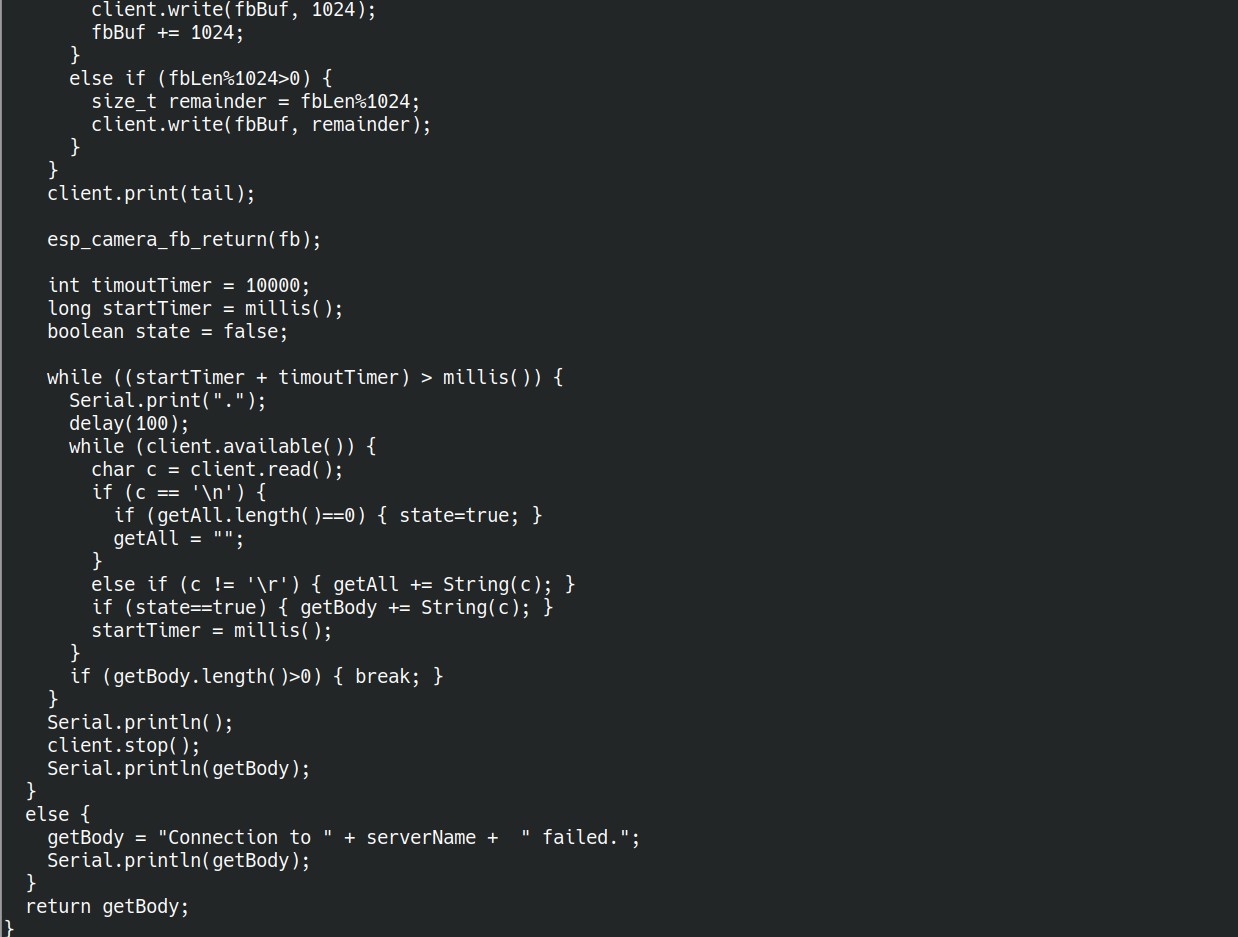 client.write(fbBuf, 1024);
fbBuf += 1024;
}
else if (fbLen%1024>0) {
size_t remainder = fbLen%1024;
client.write(fbBuf, remainder);
}
}
client.print(tail);
esp_camera_fb_return(fb);
int timoutTimer = 10000;
long startTimer = millis();
boolean state = false;
while ((startTimer + timoutTimer) > millis()) {
Serial.print(".");
delay(100);
while (client.available()) {
char c = client.read();
if (c == '\n') {
if (getAll.length()==0) { state=true; }
getAll = "";
}
else if (c != '\r') { getAll += String(c); }
if (state==true) { getBody += String(c); }
startTimer = millis();
}
if (getBody.length()>0) { break; }
}
Serial.println();
client.stop();
Serial.println(getBody);
}
else {
getBody = "Connection to " + serverName +  " failed.";
Serial.println(getBody);
}
return getBody;
}